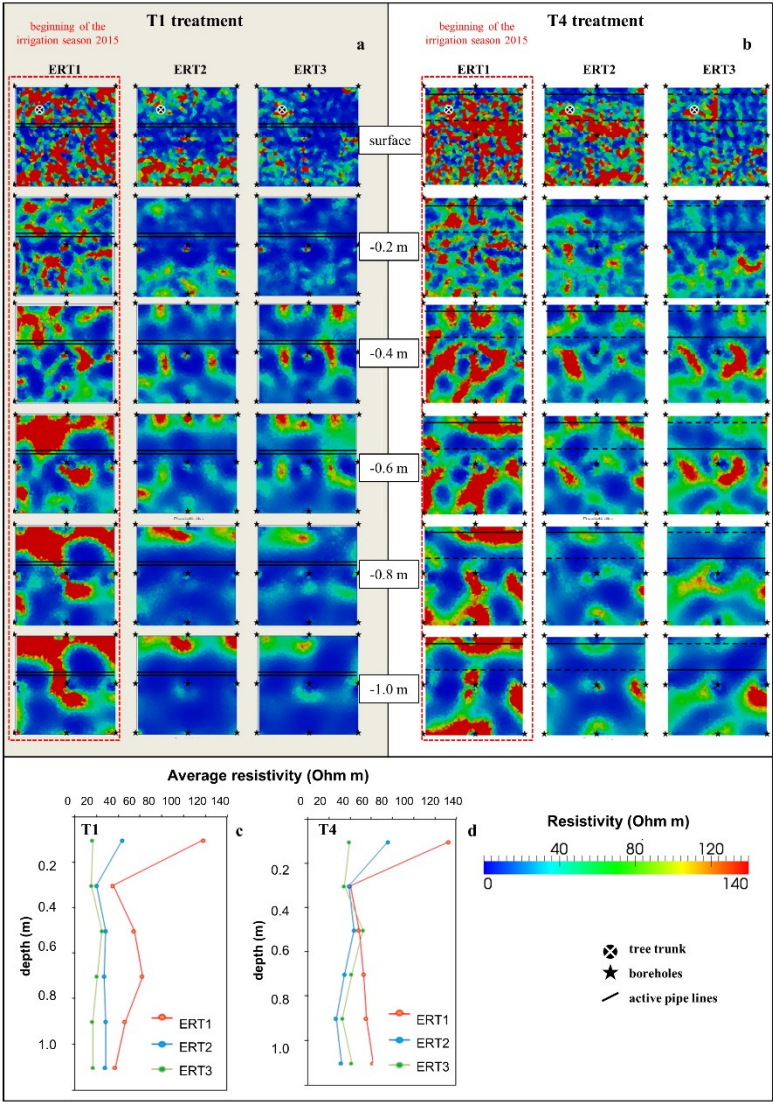 T1 treatment
T4 treatment
beginning of the
irrigation season 2015
a
beginning of the
irrigation season 2015
b
ERT1
ERT2
ERT3
ERT1
ERT2
ERT3
surface
-0.2 m
-0.4 m
-0.6 m
-0.8 m
-1.0 m
Average resistivity (Ohm m)
0 20 40 60 80 100 140
0 20 40 60 80 100 120 140
T1
c
T4
d
depth (m)
0.2
0.4
0.6
0.8
1.0
ERT1
ERT2
ERT3
depth (m)
0.2
0.4
0.6
0.8
1.0
ERT1
ERT2
ERT3
Resistivity (Ohm m)
40 120
0 80 140
tree trunk
boreholes
active pipe lines